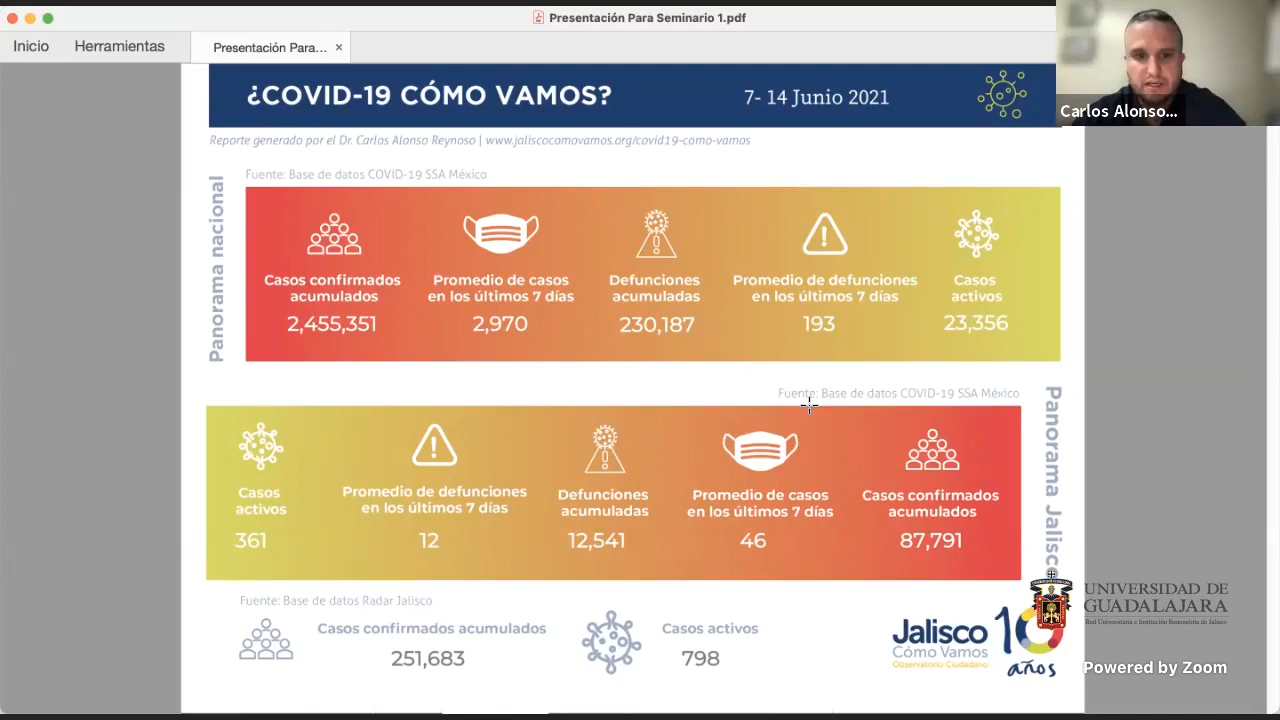 Presentación Para Seminario 1.pdf
Inicio
Herramientas
Presentación Para...
×
Carlos Alonso...
¿COVID-19 CÓMO VAMOS?
7- 14 Junio 2021
Reporte generado por el Dr. Carlos Alonso Reynoso | www.jaliscocomovamos.org/covid19-como-vamos
Panorama nacional
Fuente: Base de datos COVID-19 SSA México
Casos confirmados
acumulados
2,455,351
Promedio de casos
en los últimos 7 días
2,970
Defunciones
acumuladas
230,187
Promedio de defunciones
en los últimos 7 días
193
Casos
activos
23,356
Fuente: Base de datos COVID-19 SSA México
Panorama Jalisco
Casos
activos
361
Promedio de defunciones
en los últimos 7 días
12
Defunciones
acumuladas
12,541
Promedio de casos
en los últimos 7 días
46
Casos confirmados
acumulados
87,791
Fuente: Base de datos Radar Jalisco
Casos confirmados acumulados
251,683
Casos activos
798
Jalisco
Cómo Vamos
Observatorio Ciudadano
10
años
UNIVERSIDAD DE
GUADALAJARA
Red Universitaria e Institución Benemérita de Jalisco
Powered by Zoom